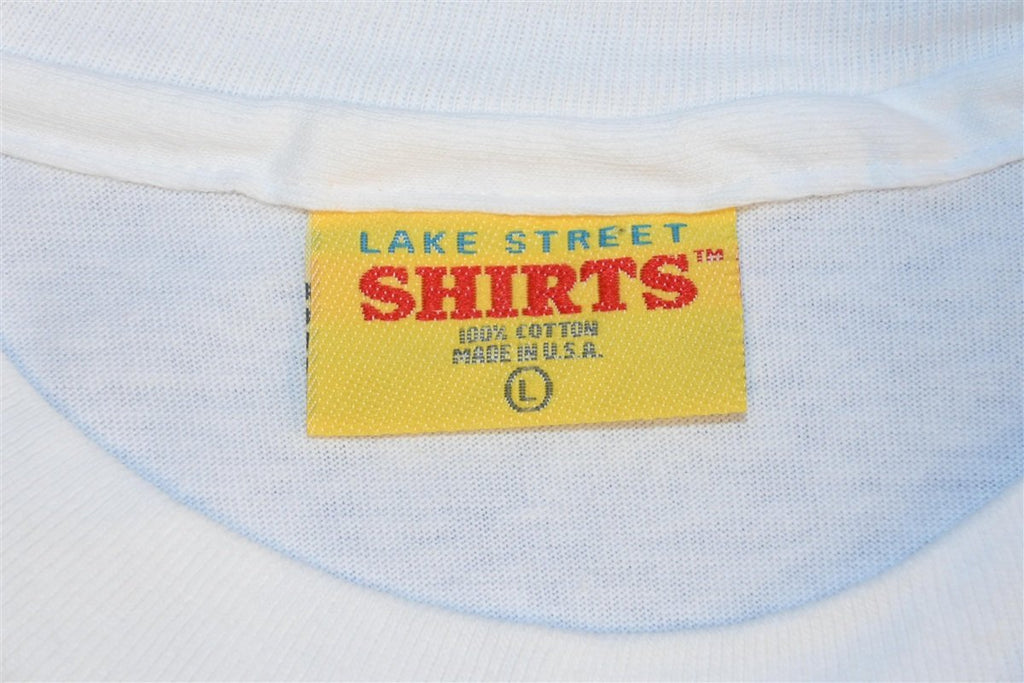 LAKE STREET
SHIRTS™
100% COTTON
MADE IN U.S.A.
L